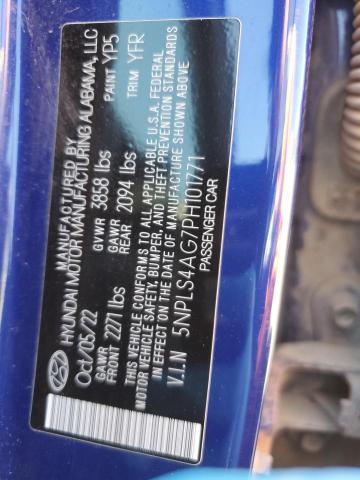 MANUFACTURED BY
HYUNDAI MOTOR MANUFACTURING ALABAMA, LLC
Oct/05/22 GVWR 3858 lbs PAINT YP5
GAWR FRONT 2271 lbs GAWR REAR 2094 lbs TRIM YFR
THIS VEHICLE CONFORMS TO ALL APPLICABLE U.S.A. FEDERAL
MOTOR VEHICLE SAFETY, BUMPER, AND THEFT PREVENTION STANDARDS
IN EFFECT ON THE DATE OF MANUFACTURE SHOWN ABOVE
V.I.N 5NPLS4AG7PH101771
PASSENGER CAR